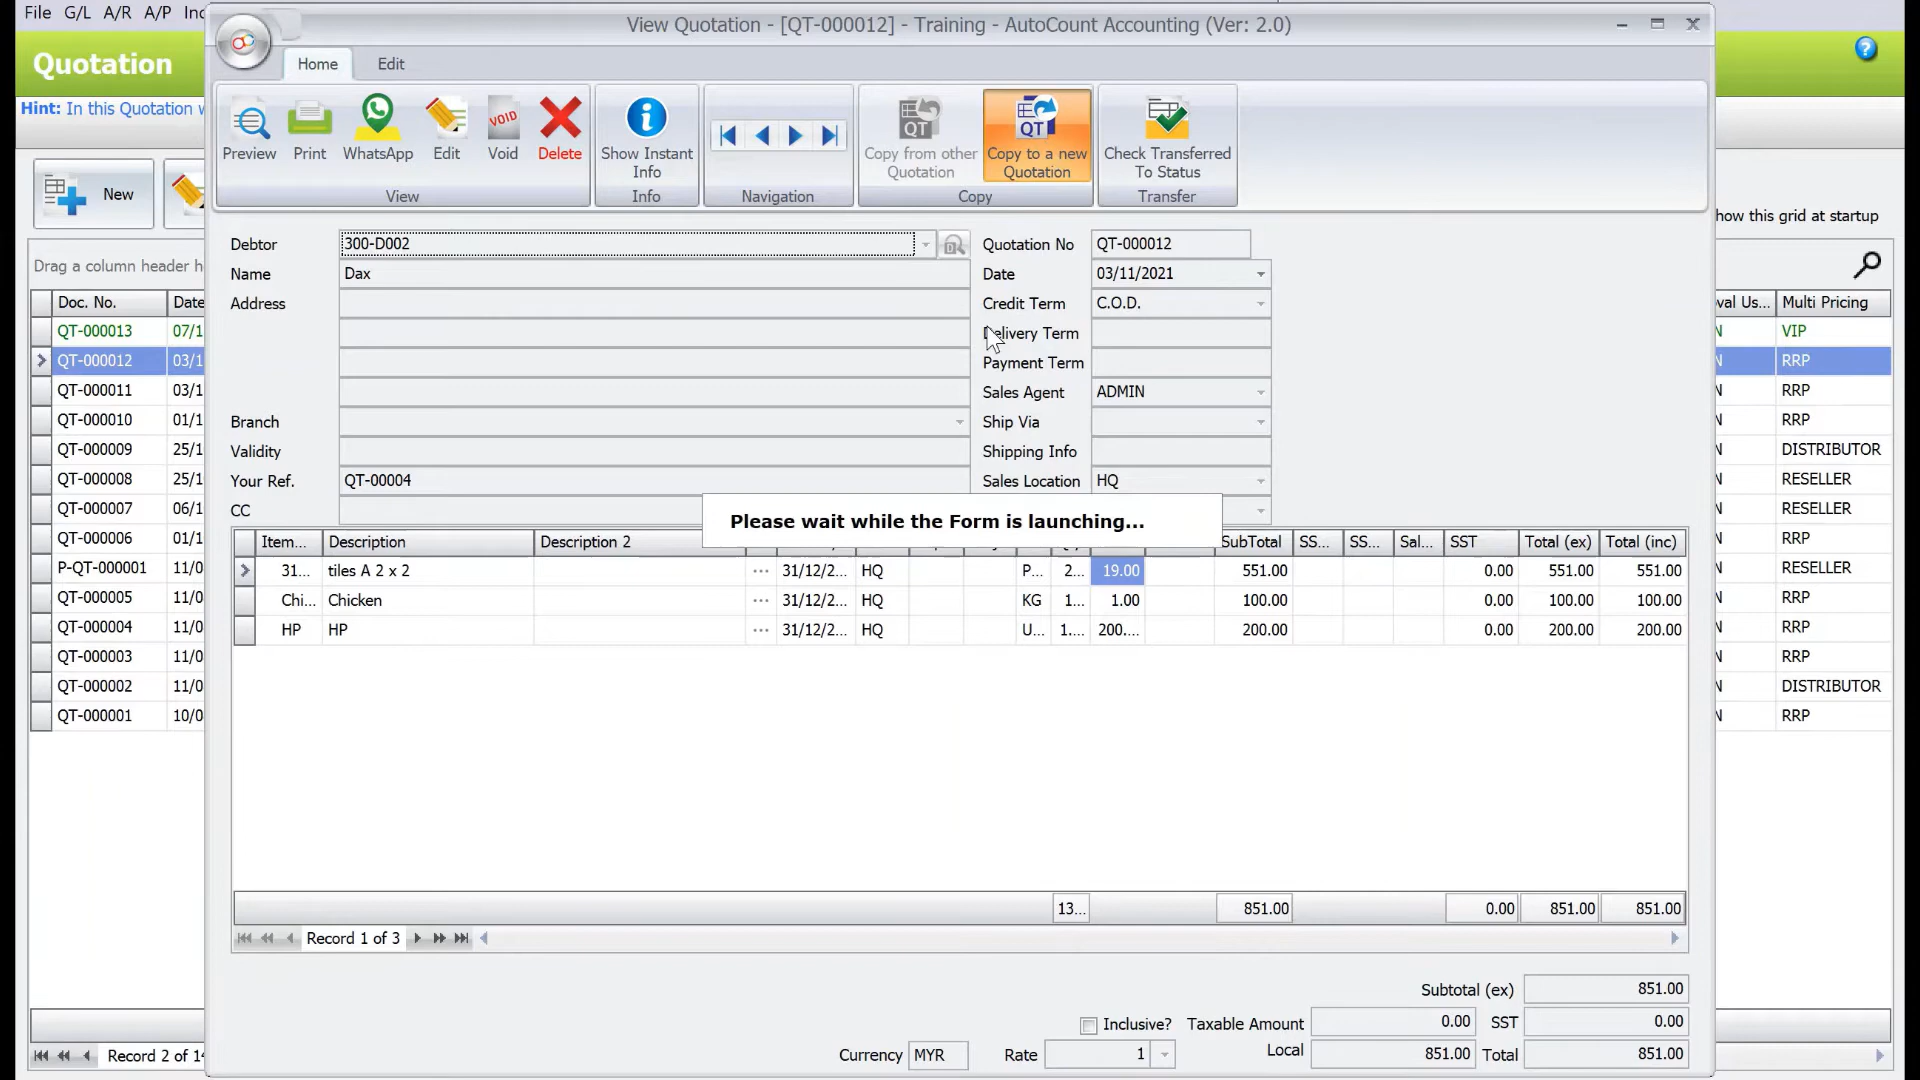 View Quotation - [QT-000012] - Training - AutoCount Accounting (Ver: 2.0)
File G/L A/R A/P
Quotation
Hint: In this Quotation
New
how this grid at startup
Drag a column header h
Doc. No. Date
QT-000013 07/1
QT-000012 03/1
QT-000011 03/1
QT-000010 01/1
QT-000009 25/1
QT-000008 25/1
QT-000007 06/1
QT-000006 01/1
P-QT-000001 11/0
QT-000005 11/0
QT-000004 11/0
QT-000003 11/0
QT-000002 11/0
QT-000001 10/0
Record 2 of 14
Home Edit
Preview Print WhatsApp Edit VOID Void Delete
View
Show Instant Info
Info
Navigation
QT Copy from other Quotation
QT Copy to a new Quotation
Copy
Check Transferred To Status
Transfer
Debtor 300-D002
Name Dax
Address
Branch
Validity
Your Ref. QT-00004
CC
Quotation No QT-000012
Date 03/11/2021
Credit Term C.O.D.
Delivery Term
Payment Term
Sales Agent ADMIN
Ship Via
Shipping Info
Sales Location HQ
Please wait while the Form is launching...
Item... Description Description 2 SubTotal SS... SS... Sal... SST Total (ex) Total (inc)
31... tiles A 2 x 2 ... 31/12/2... HQ P... 2... 19.00 551.00 0.00 551.00 551.00
Chi... Chicken ... 31/12/2... HQ KG 1... 1.00 100.00 0.00 100.00 100.00
HP HP ... 31/12/2... HQ U... 1.... 200.... 200.00 0.00 200.00 200.00
13... 851.00 0.00 851.00 851.00
Record 1 of 3
Subtotal (ex) 851.00
Inclusive? Taxable Amount 0.00 SST 0.00
Currency MYR Rate 1 Local 851.00 Total 851.00
val Us... Multi Pricing
N VIP
N RRP
N RRP
N RRP
N DISTRIBUTOR
N RESELLER
N RESELLER
N RRP
N RESELLER
N RRP
N RRP
N RRP
N DISTRIBUTOR
N RRP